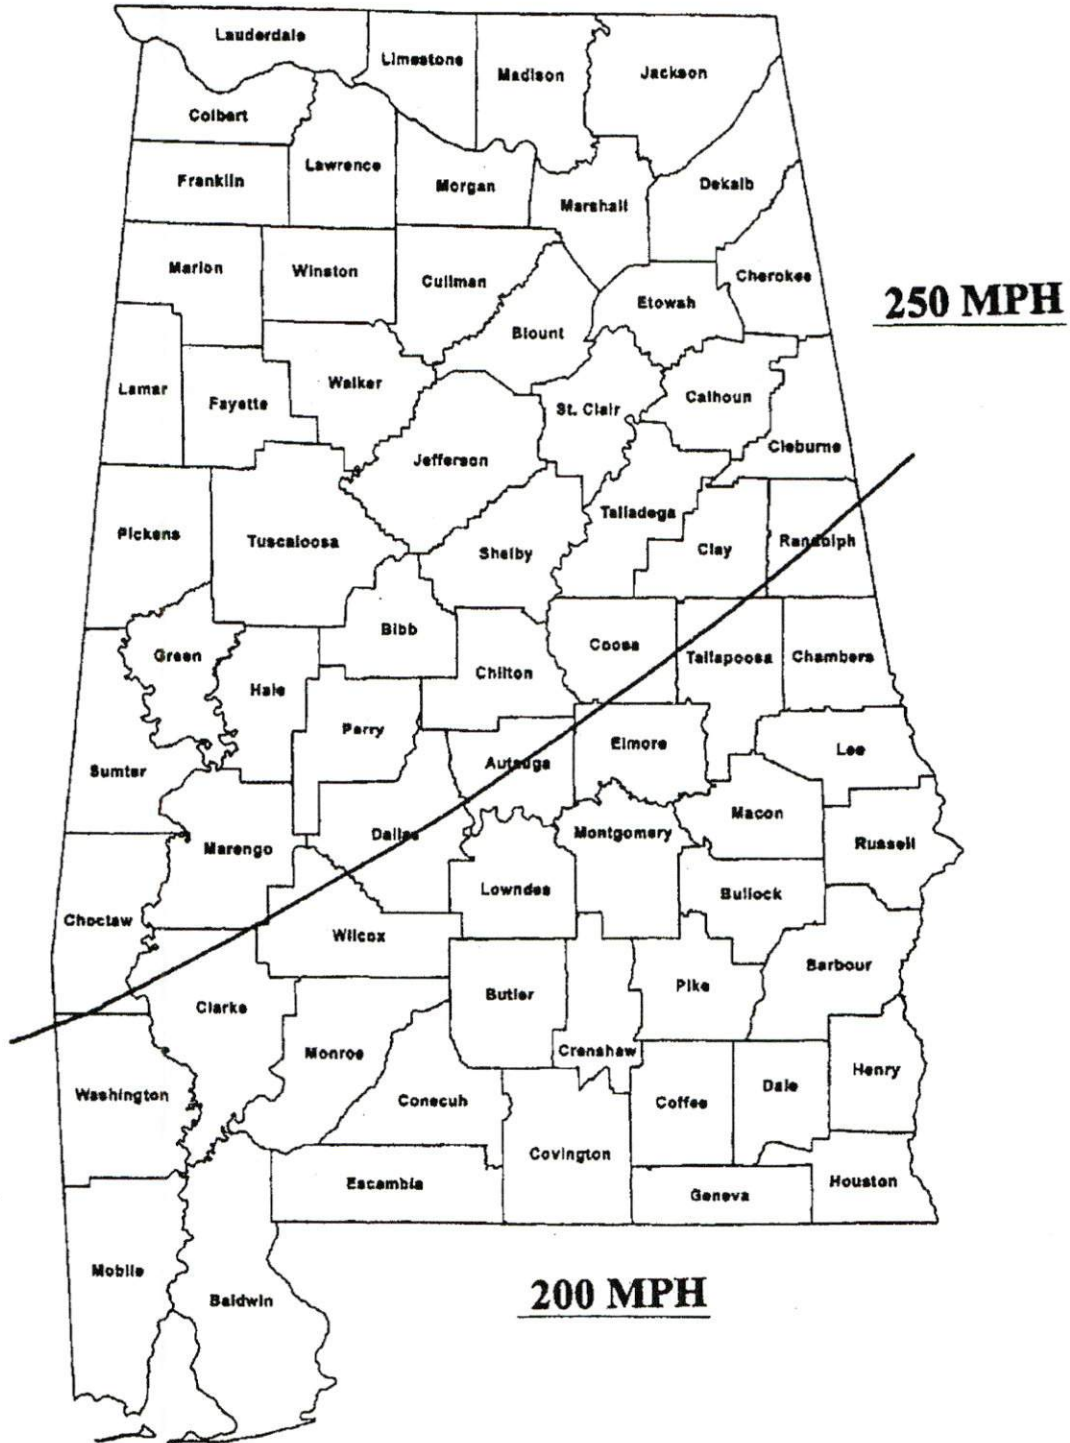 Lauderdale
Limestone
Madison
Jackson
Colbert
Lawrence
Franklin
Morgan
Marshall
Dekalb
Marion
Winston
Cullman
Cherokee
Etowah
250 MPH
Blount
Lamar
Fayette
Walker
St. Clair
Calhoun
Jefferson
Cleburne
Pickens
Tuscaloosa
Talladega
Shelby
Clay
Randolph
Bibb
Green
Coosa
Tallapoosa
Chambers
Hale
Chilton
Perry
Elmore
Lee
Sumter
Autauga
Dallas
Montgomery
Macon
Marengo
Russell
Lowndes
Bullock
Choctaw
Wilcox
Barbour
Clarke
Butler
Pike
Monroe
Crenshaw
Henry
Washington
Conecuh
Coffee
Dale
Covington
Escambia
Geneva
Houston
Mobile
Baldwin
200 MPH